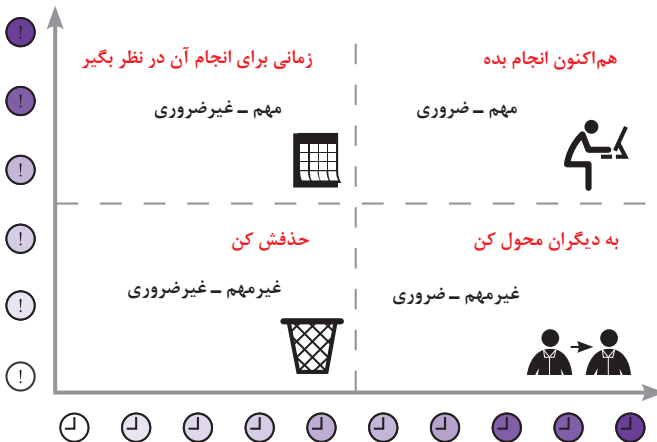 هم‌اکنون انجام بده
مهم ـ ضروری
زمانی برای انجام آن در نظر بگیر
مهم ـ غیرضروری
به دیگران محول کن
غیرمهم ـ ضروری
حذفش کن
غیرمهم ـ غیرضروری